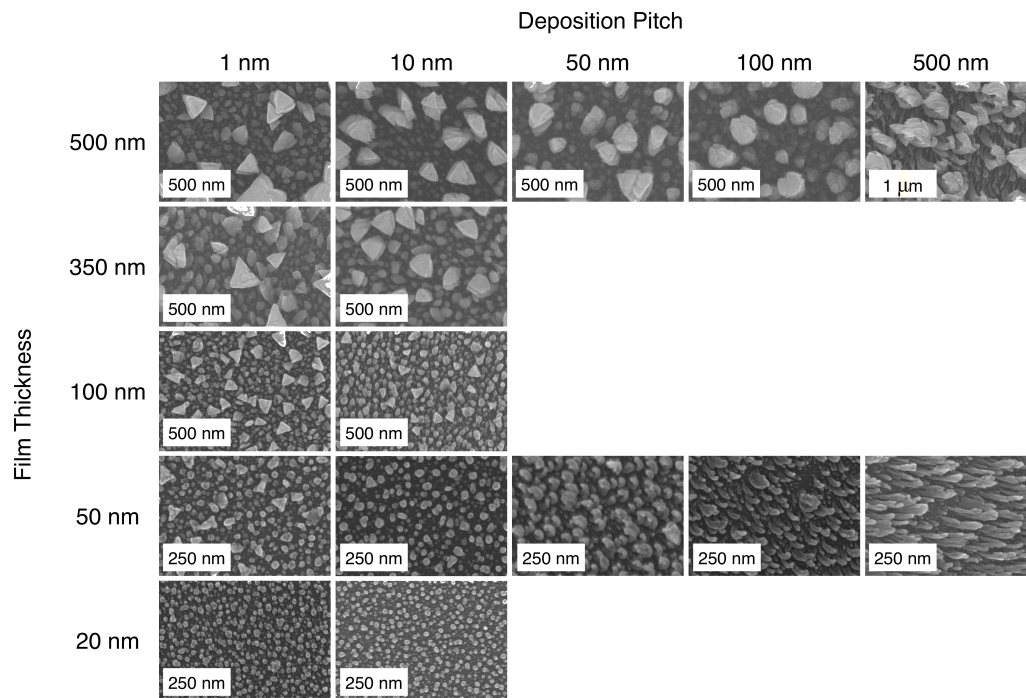 Deposition Pitch
1 nm 10 nm 50 nm 100 nm 500 nm
500 nm
500 nm 500 nm 500 nm 500 nm 1 μm
350 nm
500 nm 500 nm
Film Thickness
100 nm
500 nm 500 nm
50 nm
250 nm 250 nm 250 nm 250 nm 250 nm
20 nm
250 nm 250 nm